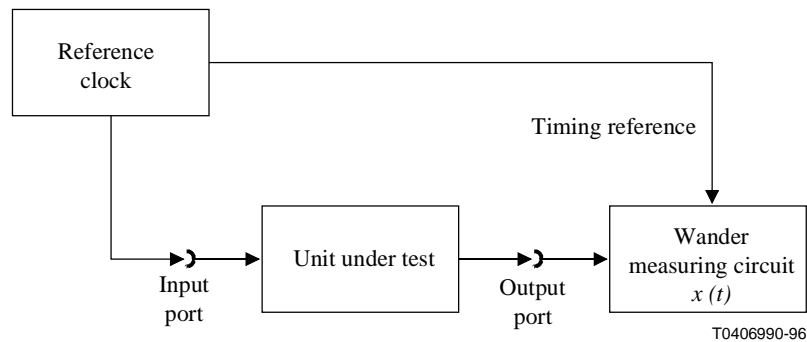 Reference
clock
Timing reference
Unit under test
Wander
measuring circuit
x (t)
Input
port
Output
port
T0406990-96